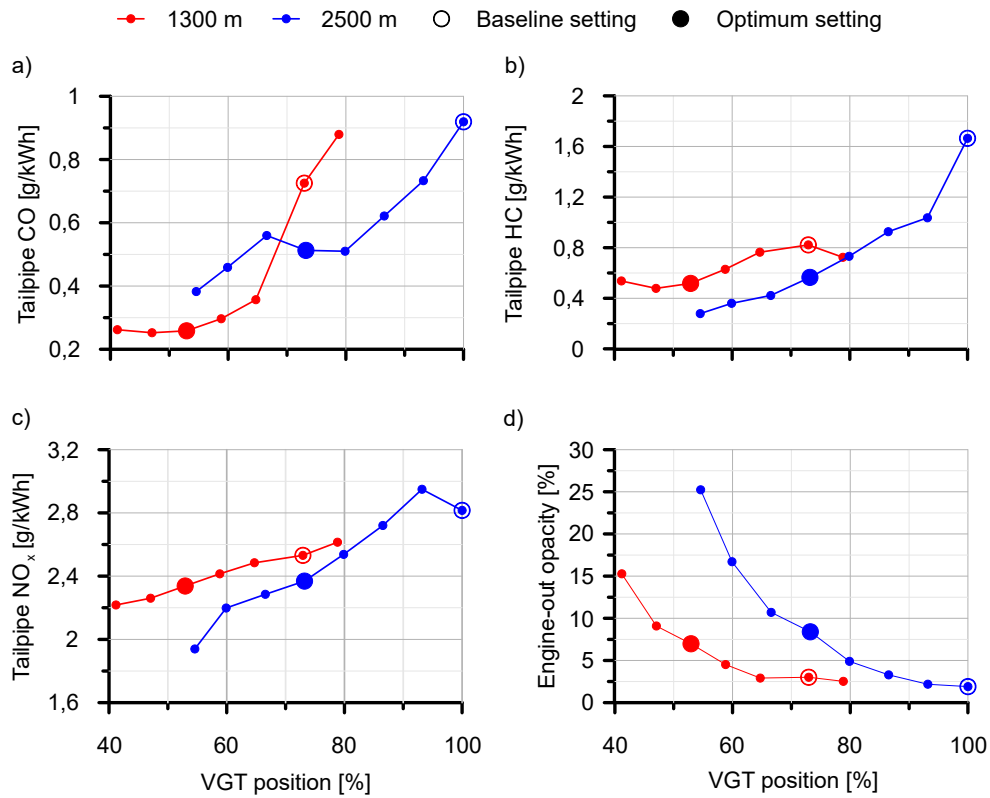 1300 m 2500 m Baseline setting Optimum setting
a)
1
0,8
0,6
0,4
0,2
Tailpipe CO [g/kWh]
b)
2
1,6
1,2
0,8
0,4
0
Tailpipe HC [g/kWh]
c)
3,2
2,8
2,4
2
1,6
Tailpipe NOₓ [g/kWh]
40 60 80 100
VGT position [%]
d)
30
25
20
15
10
5
0
Engine-out opacity [%]
40 60 80 100
VGT position [%]